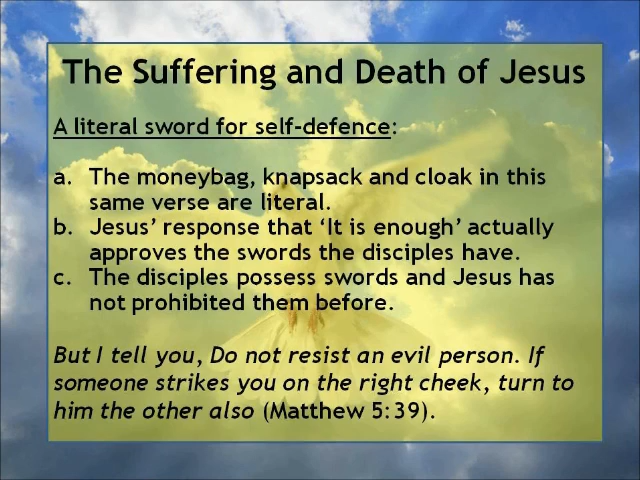 The Suffering and Death of Jesus
A literal sword for self-defence:
a. The moneybag, knapsack and cloak in this
same verse are literal.
b. Jesus’ response that ‘It is enough’ actually
approves the swords the disciples have.
c. The disciples possess swords and Jesus has
not prohibited them before.
But I tell you, Do not resist an evil person. If
someone strikes you on the right cheek, turn to
him the other also (Matthew 5:39).